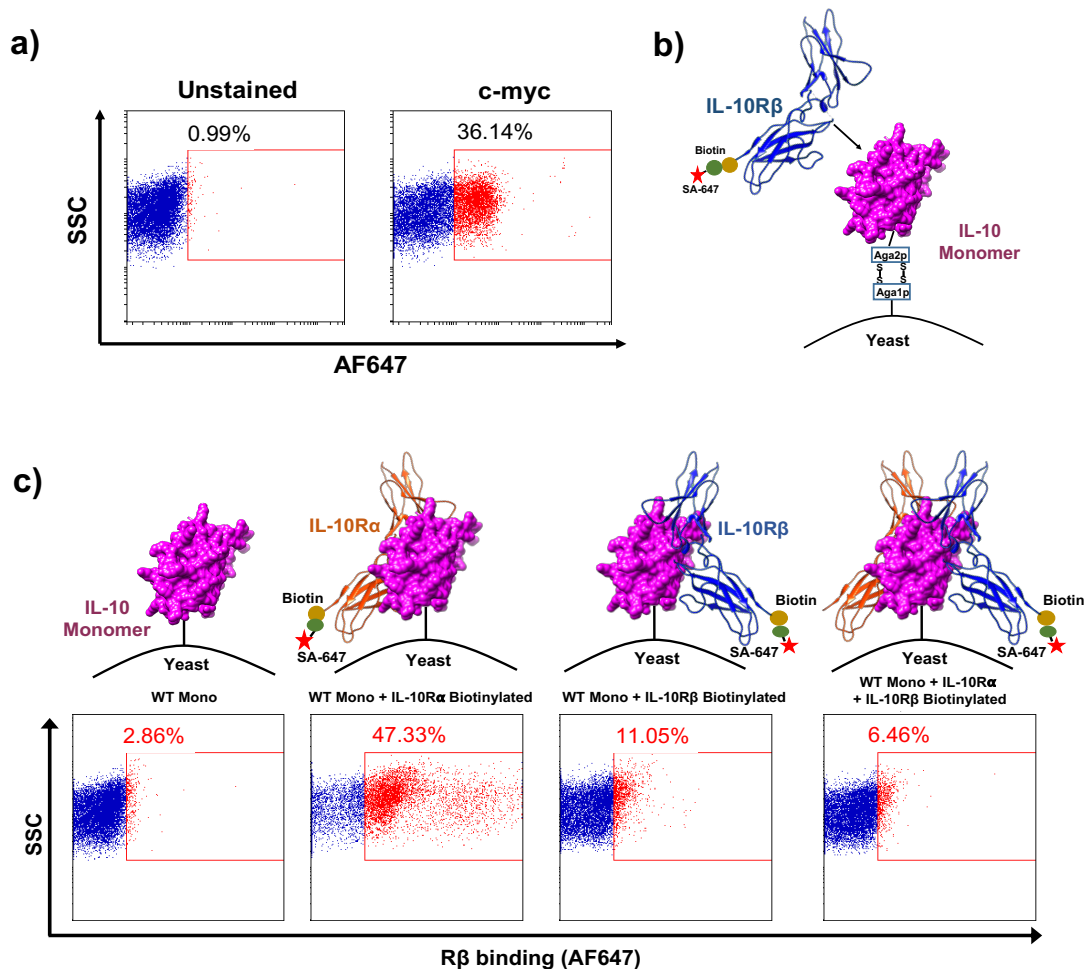 a)
Unstained
c-myc
0.99%
36.14%
SSC
AF647
b)
IL-10Rβ
Biotin
SA-647
IL-10
Monomer
Aga2p
S S
S S
Aga1p
Yeast
c)
IL-10
Monomer
Yeast
WT Mono
IL-10Rα
Biotin
SA-647
Yeast
WT Mono + IL-10Rα Biotinylated
IL-10Rβ
Biotin
SA-647
Yeast
WT Mono + IL-10Rβ Biotinylated
Biotin
SA-647
Yeast
WT Mono + IL-10Rα
+ IL-10Rβ Biotinylated
2.86%
47.33%
11.05%
6.46%
SSC
Rβ binding (AF647)